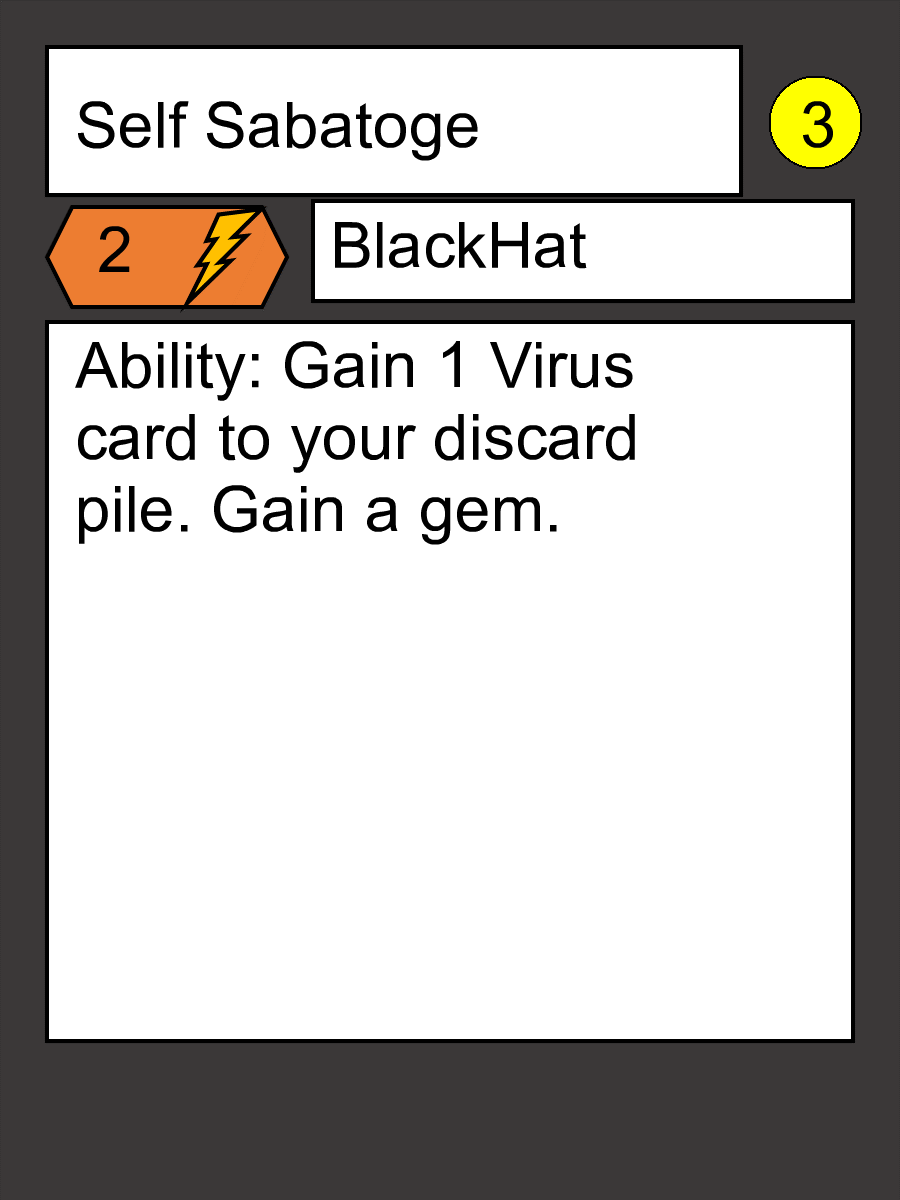 Self Sabatoge
3
2
BlackHat
Ability: Gain 1 Virus
card to your discard
pile. Gain a gem.